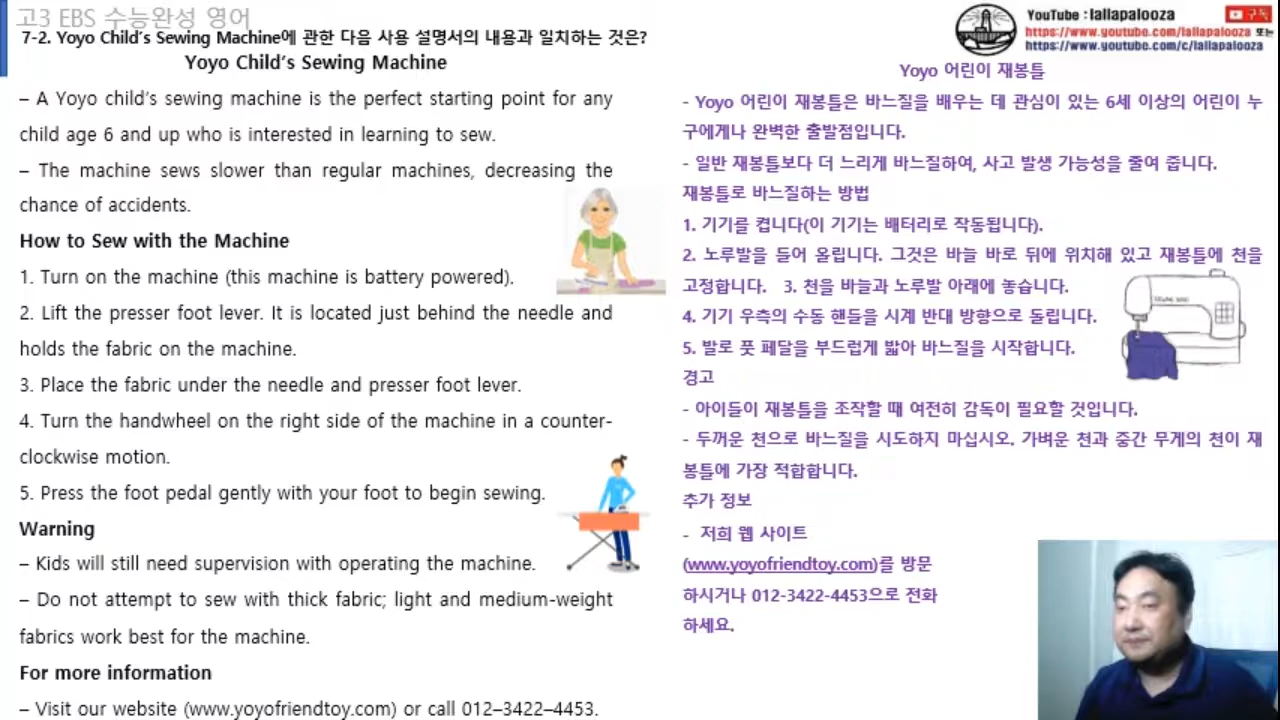 고3 EBS 수능완성 영어
7-2. Yoyo Child's Sewing Machine에 관한 다음 사용 설명서의 내용과 일치하는 것은?
Yoyo Child's Sewing Machine
– A Yoyo child's sewing machine is the perfect starting point for any
child age 6 and up who is interested in learning to sew.
– The machine sews slower than regular machines, decreasing the
chance of accidents.
How to Sew with the Machine
1. Turn on the machine (this machine is battery powered).
2. Lift the presser foot lever. It is located just behind the needle and
holds the fabric on the machine.
3. Place the fabric under the needle and presser foot lever.
4. Turn the handwheel on the right side of the machine in a counter-
clockwise motion.
5. Press the foot pedal gently with your foot to begin sewing.
Warning
– Kids will still need supervision with operating the machine.
– Do not attempt to sew with thick fabric; light and medium-weight
fabrics work best for the machine.
For more information
– Visit our website (www.yoyofriendtoy.com) or call 012–3422–4453.
YouTube : lallapalooza
구독
https://www.youtube.com/lallapalooza 또는
https://www.youtube.com/c/lallapalooza
Yoyo 어린이 재봉틀
- Yoyo 어린이 재봉틀은 바느질을 배우는 데 관심이 있는 6세 이상의 어린이 누
구에게나 완벽한 출발점입니다.
- 일반 재봉틀보다 더 느리게 바느질하여, 사고 발생 가능성을 줄여 줍니다.
재봉틀로 바느질하는 방법
1. 기기를 켭니다(이 기기는 배터리로 작동됩니다).
2. 노루발을 들어 올립니다. 그것은 바늘 바로 뒤에 위치해 있고 재봉틀에 천을
고정합니다. 3. 천을 바늘과 노루발 아래에 놓습니다.
4. 기기 우측의 수동 핸들을 시계 반대 방향으로 돌립니다.
5. 발로 풋 페달을 부드럽게 밟아 바느질을 시작합니다.
경고
- 아이들이 재봉틀을 조작할 때 여전히 감독이 필요할 것입니다.
- 두꺼운 천으로 바느질을 시도하지 마십시오. 가벼운 천과 중간 무게의 천이 재
봉틀에 가장 적합합니다.
추가 정보
- 저희 웹 사이트
(www.yoyofriendtoy.com)를 방문
하시거나 012-3422-4453으로 전화
하세요.